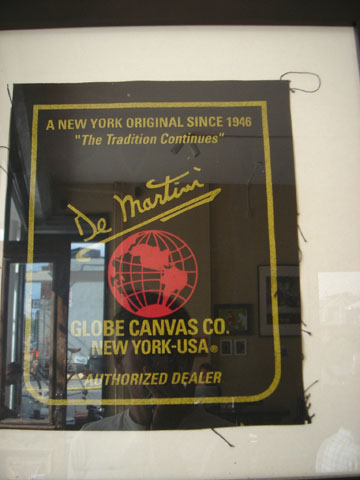 A NEW YORK ORIGINAL SINCE 1946
"The Tradition Continues"
De Martini
GLOBE CANVAS CO.
NEW YORK-USA®
AUTHORIZED DEALER